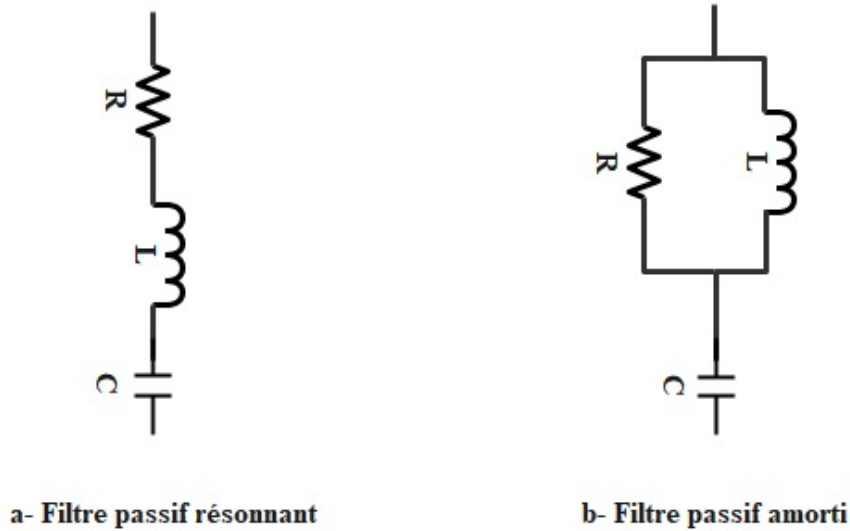 R
L
C
R
L
C
a- Filtre passif résonnant
b- Filtre passif amorti